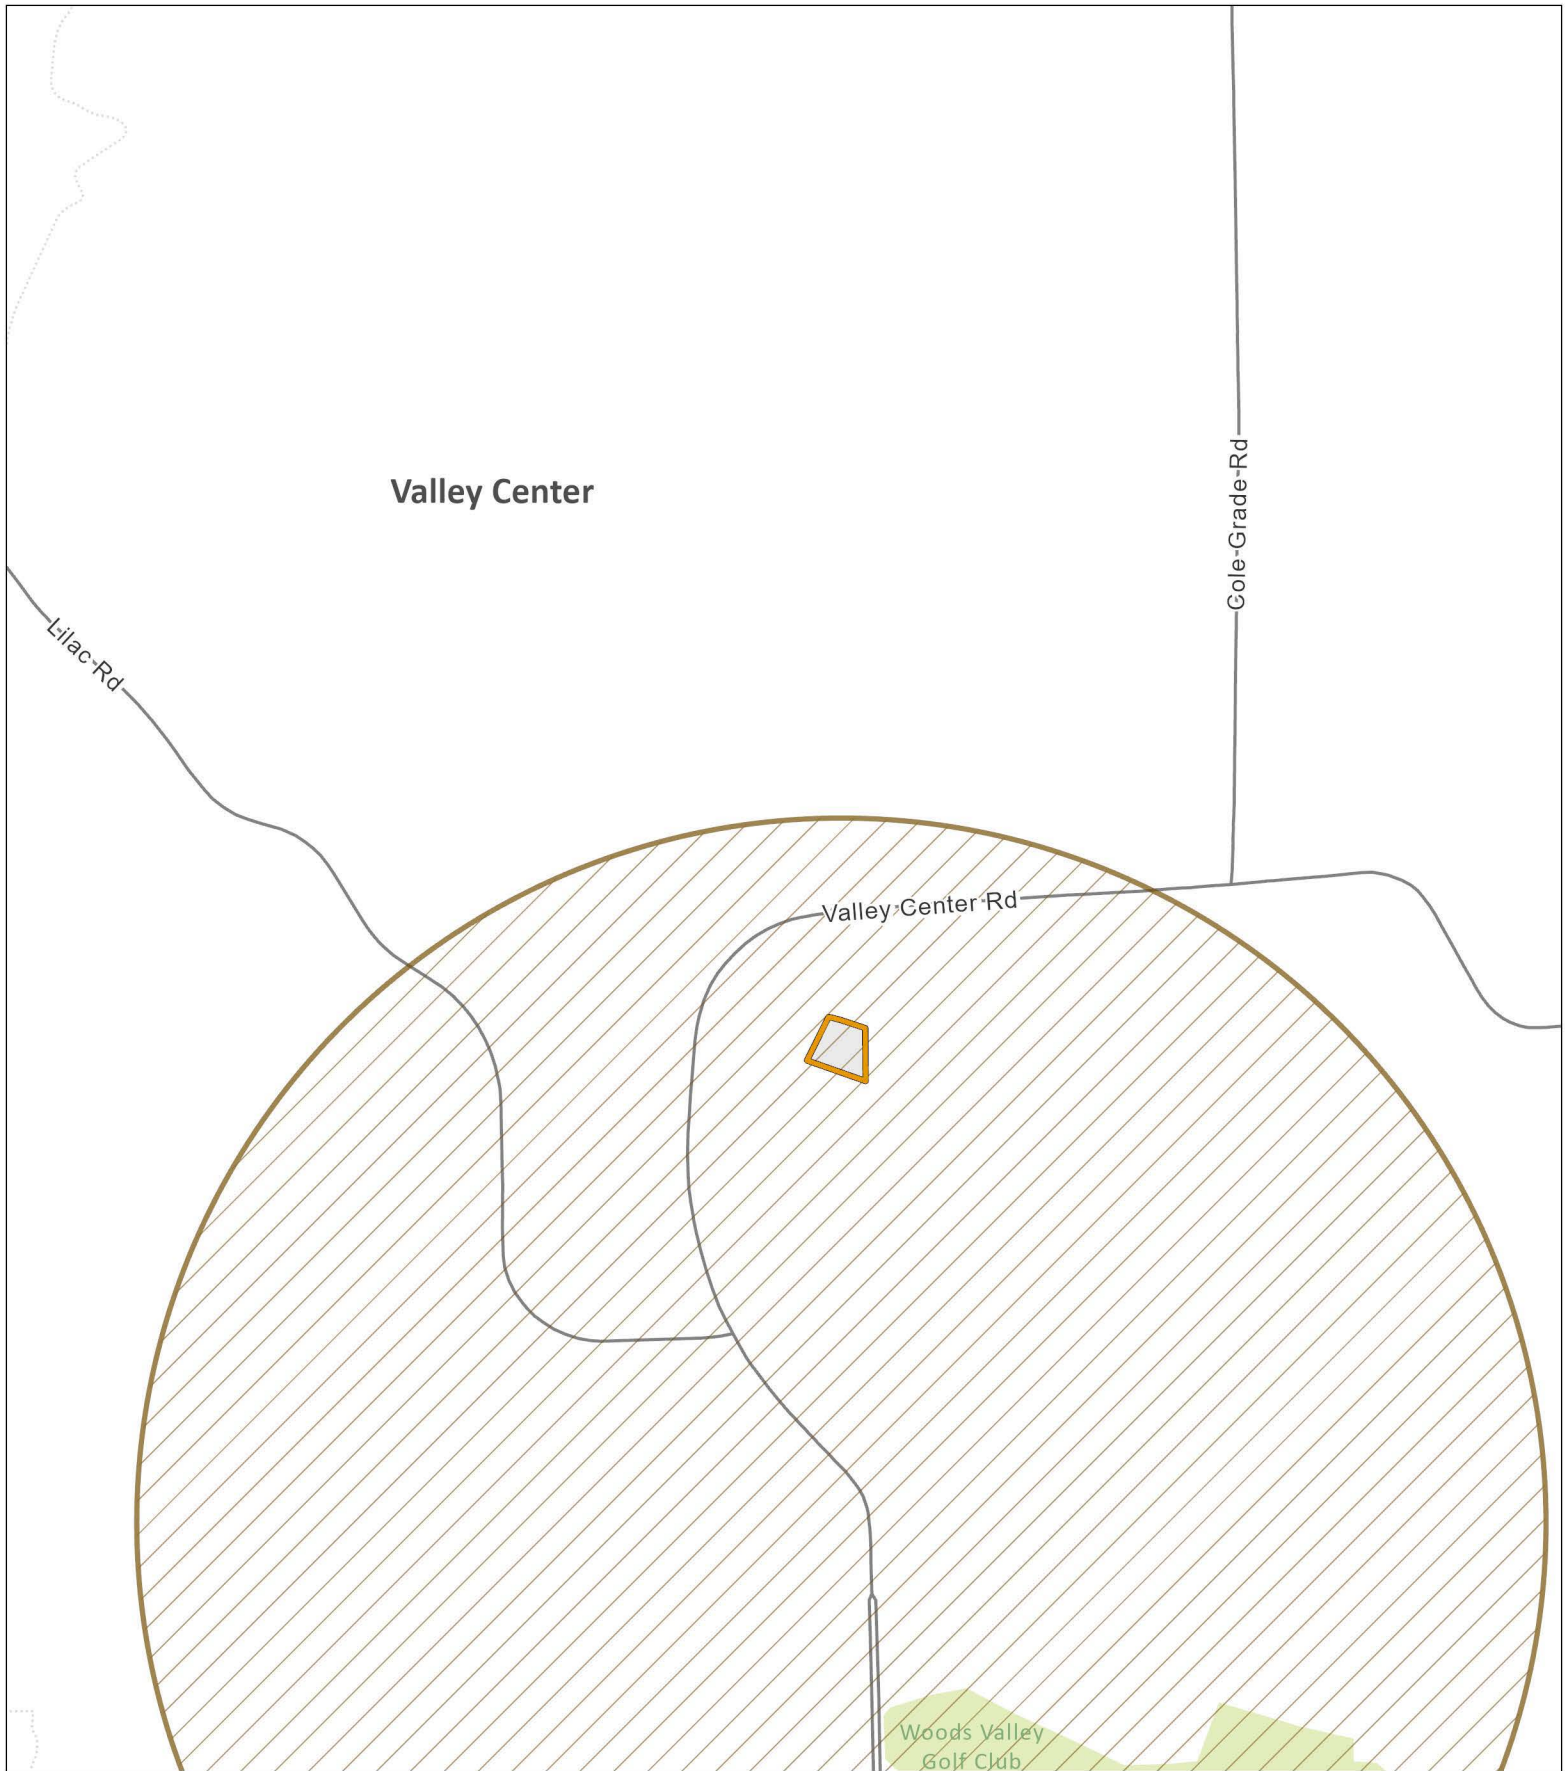 Cole-Grade-Rd
Valley Center
Lilac-Rd
Valley-Center-Rd
Woods Valley
Golf Club